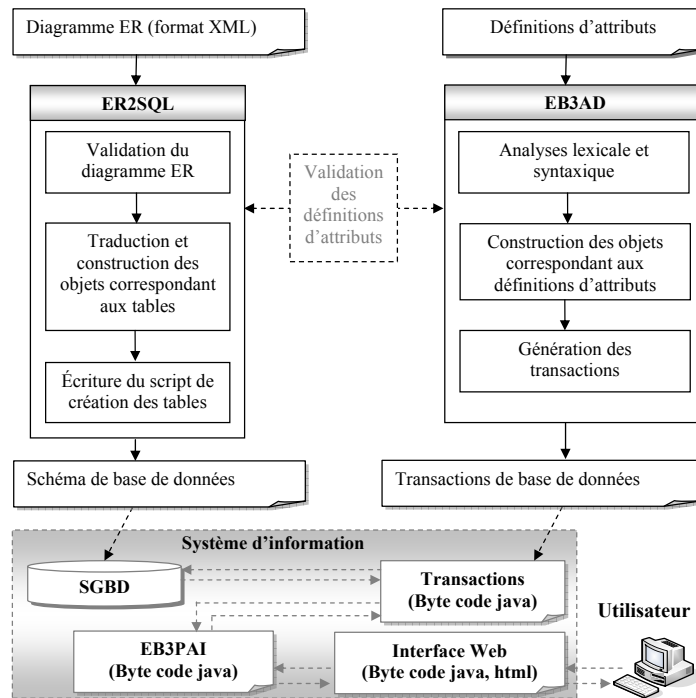 Diagramme ER (format XML)
Définitions d'attributs
ER2SQL
Validation du
diagramme ER
Traduction et
construction des
objets correspondant
aux tables
Écriture du script de
création des tables
Validation
des
définitions
d'attributs
EB3AD
Analyses lexicale et
syntaxique
Construction des objets
correspondant aux
définitions d'attributs
Génération des
transactions
Schéma de base de données
Transactions de base de données
Système d'information
SGBD
Transactions
(Byte code java)
EB3PAI
(Byte code java)
Interface Web
(Byte code java, html)
Utilisateur